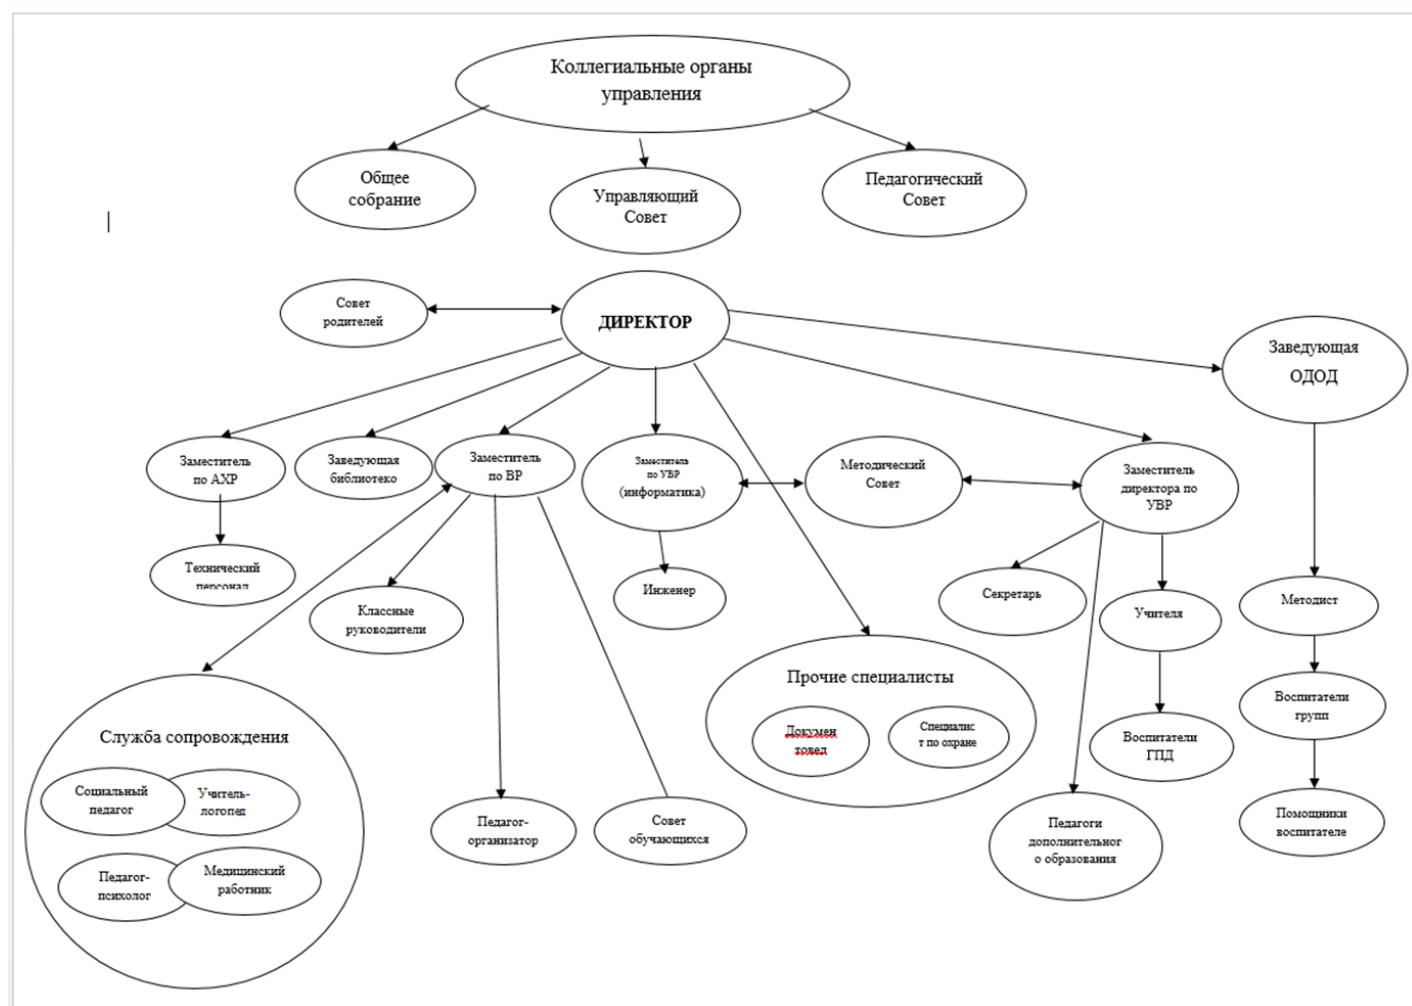 Коллегиальные органы
управления
Общее
собрание
Управляющий
Совет
Педагогический
Совет
Совет
родителей
ДИРЕКТОР
Заведующая
ОДОД
Заместитель
по АХР
Заведующая
библиотеко
Заместитель
по ВР
Заместитель
по УВР
(информатика)
Методический
Совет
Заместитель
директора по
УВР
Технический
персонал
Классные
руководители
Инженер
Секретарь
Учителя
Методист
Прочие специалисты
Докумен
товед
Специалис
т по охране
Воспитатели
ГПД
Воспитатели
групп
Служба сопровождения
Социальный
педагог
Учитель-
логопед
Педагог-
психолог
Медицинский
работник
Педагог-
организатор
Совет
обучающихся
Педагоги
дополнительног
о образования
Помощники
воспитателе